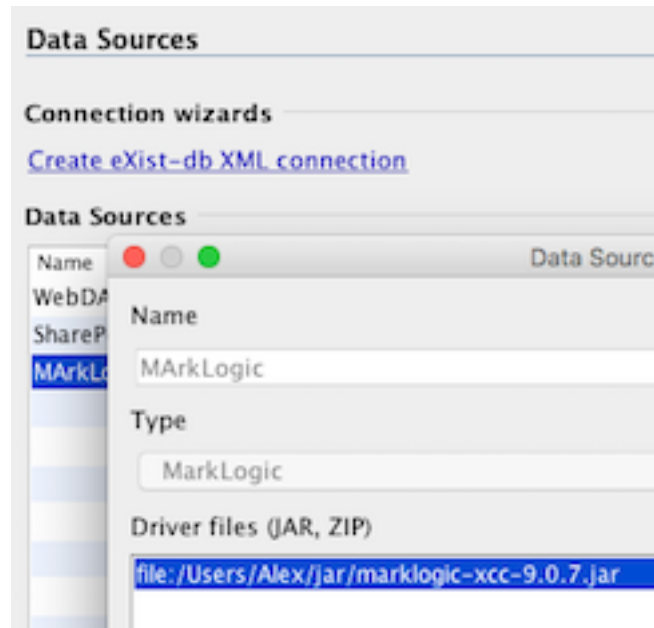 Data Sources
Connection wizards
Create eXist-db XML connection
Data Sources
Name
WebDA
ShareP
MArkLo
Data Sourc
Name
MArkLogic
Type
MarkLogic
Driver files (JAR, ZIP)
file:/Users/Alex/jar/marklogic-xcc-9.0.7.jar